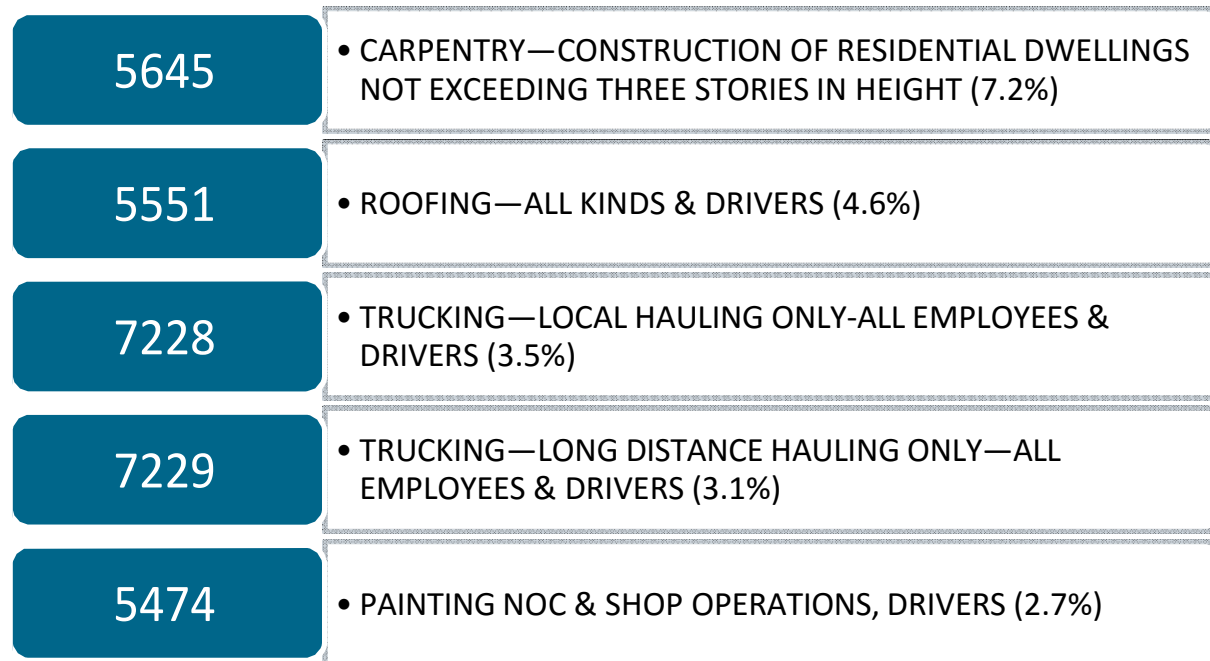 5645
• CARPENTRY—CONSTRUCTION OF RESIDENTIAL DWELLINGS
NOT EXCEEDING THREE STORIES IN HEIGHT (7.2%)
5551
• ROOFING—ALL KINDS & DRIVERS (4.6%)
7228
• TRUCKING—LOCAL HAULING ONLY-ALL EMPLOYEES &
DRIVERS (3.5%)
7229
• TRUCKING—LONG DISTANCE HAULING ONLY—ALL
EMPLOYEES & DRIVERS (3.1%)
5474
• PAINTING NOC & SHOP OPERATIONS, DRIVERS (2.7%)